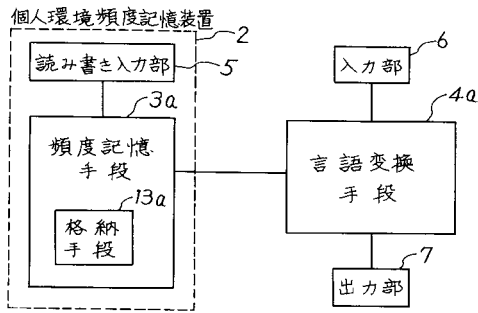 個人環境頻度記憶装置
2
読み書き入力部
5
3a
頻度記憶
手段
13a
格納
手段
6
入力部
4a
言語変換
手段
7
出力部